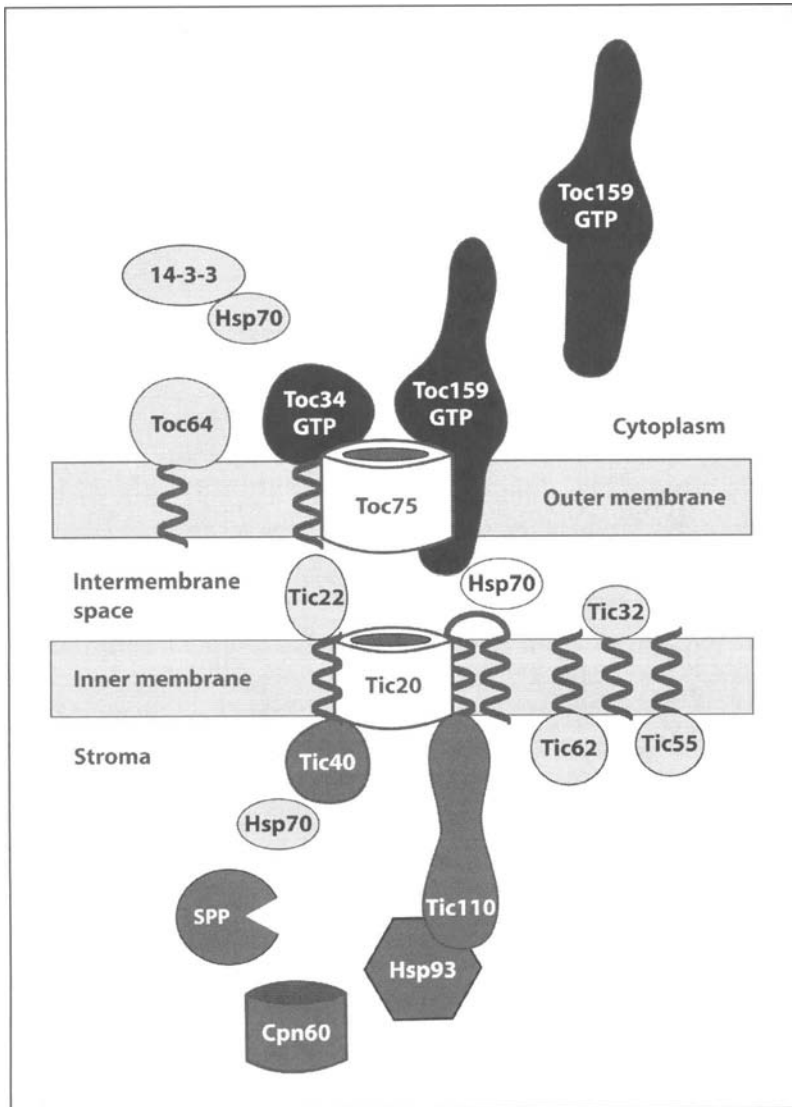 Toc159
GTP
14-3-3
Hsp70
Toc64
Toc34
GTP
Toc159
GTP
Cytoplasm
Toc75
Outer membrane
Intermembrane
space
Tic22
Hsp70
Tic32
Inner membrane
Tic20
Stroma
Tic40
Tic62
Tic55
Hsp70
SPP
Tic110
Hsp93
Cpn60